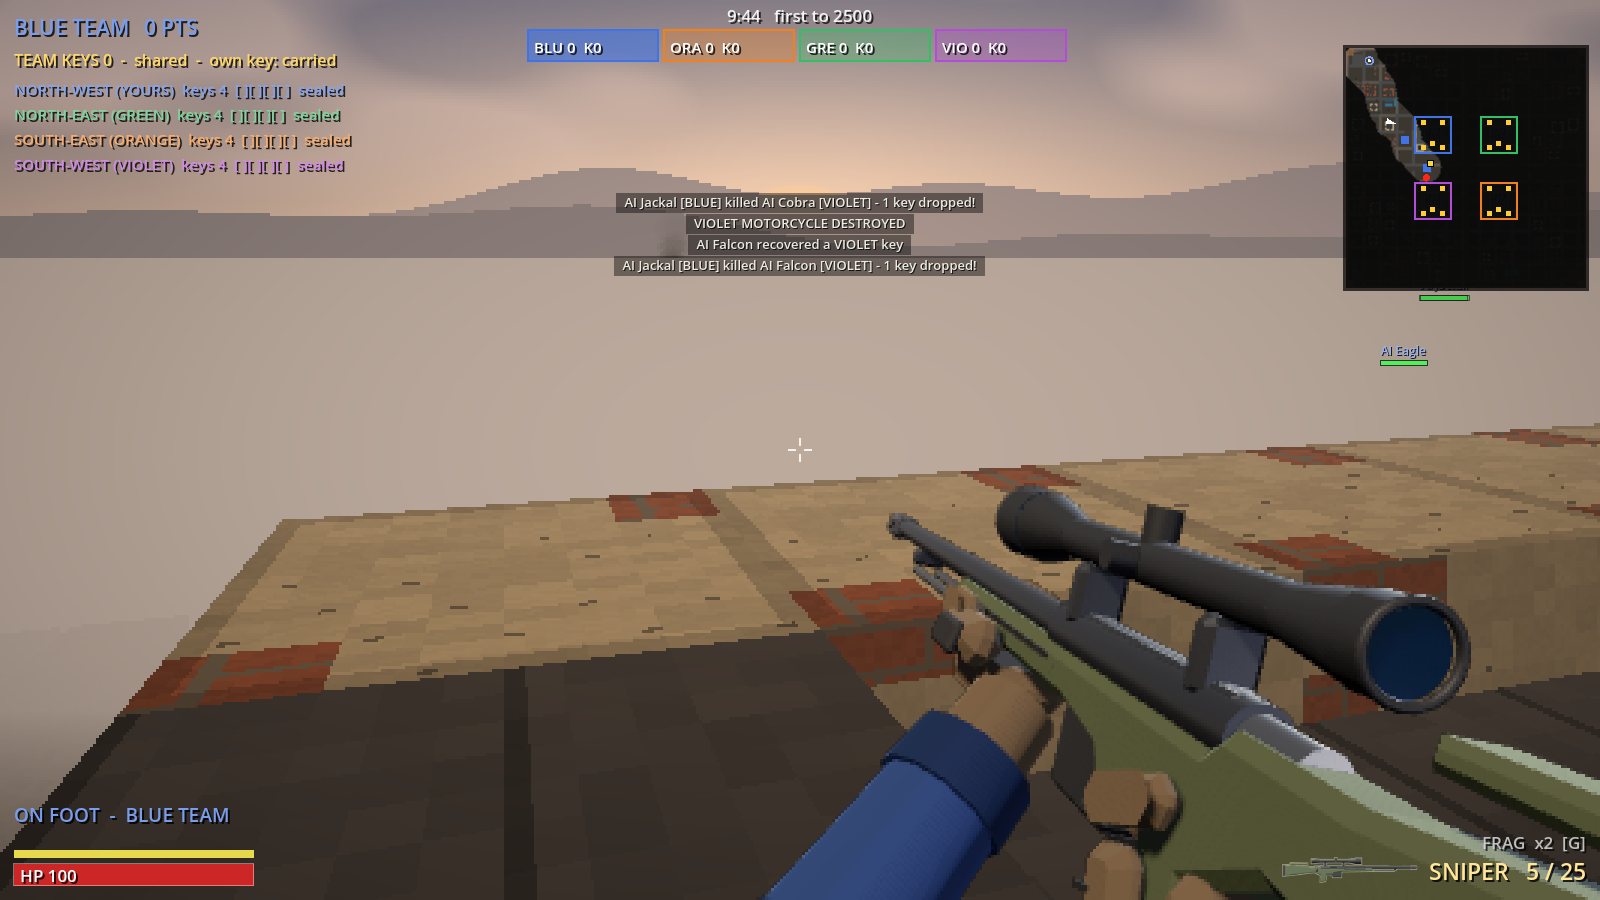 BLUE TEAM 0 PTS
TEAM KEYS 0 - shared - own key: carried
NORTH-WEST (YOURS) keys 4 [ ][ ][ ][ ] sealed
NORTH-EAST (GREEN) keys 4 [ ][ ][ ][ ] sealed
SOUTH-EAST (ORANGE) keys 4 [ ][ ][ ][ ] sealed
SOUTH-WEST (VIOLET) keys 4 [ ][ ][ ][ ] sealed
9:44 first to 2500
BLU 0 K0
ORA 0 K0
GRE 0 K0
VIO 0 K0
AI Jackal [BLUE] killed AI Cobra [VIOLET] - 1 key dropped!
VIOLET MOTORCYCLE DESTROYED
AI Falcon recovered a VIOLET key
AI Jackal [BLUE] killed AI Falcon [VIOLET] - 1 key dropped!
AI Eagle
ON FOOT - BLUE TEAM
HP 100
FRAG x2 [G]
SNIPER 5 / 25